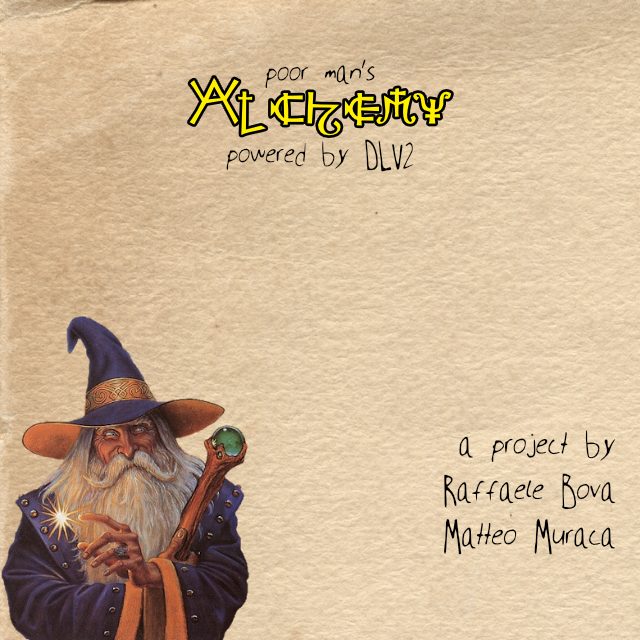 poor man's
ALCHEMY
powered by DLV2
a project by
Raffaele Bova
Matteo Muraca